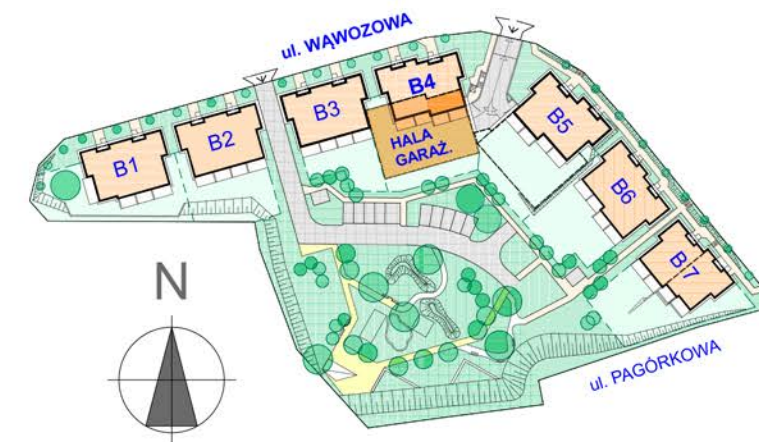 ul. WĄWOZOWA
B1
B2
B3
B4
HALA
GARAŻ.
B5
B6
B7
N
ul. PAGÓRKOWA